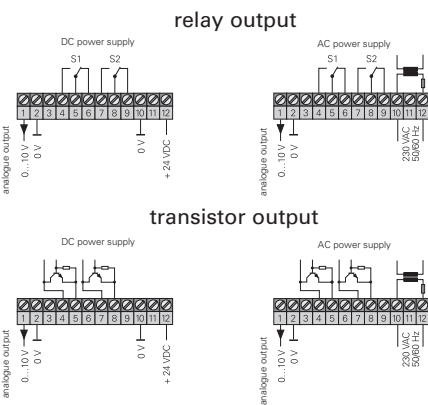 relay output
DC power supply
S1 S2
1 2 3 4 5 6 7 8 9 10 11 12
analogue output
0...10 V
0 V
0 V
+ 24 VDC
AC power supply
S1 S2
1 2 3 4 5 6 7 8 9 10 11 12
analogue output
0...10 V
0 V
230 VAC
50/60 Hz
transistor output
DC power supply
1 2 3 4 5 6 7 8 9 10 11 12
analogue output
0...10 V
0 V
0 V
+ 24 VDC
AC power supply
1 2 3 4 5 6 7 8 9 10 11 12
analogue output
0...10 V
0 V
230 VAC
50/60 Hz